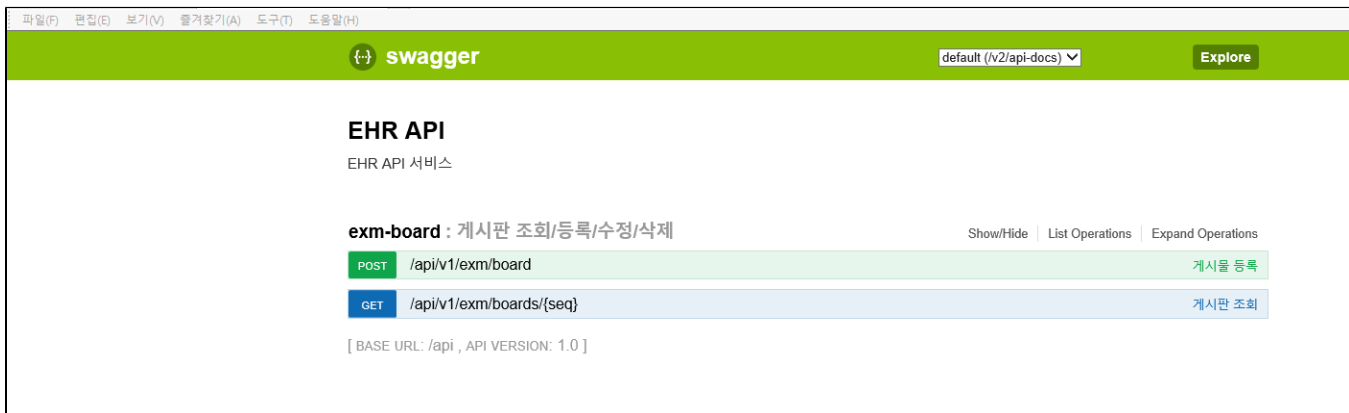 파일(F) 편집(E) 보기(V) 즐겨찾기(A) 도구(T) 도움말(H)
{··} swagger default (/v2/api-docs) Explore
EHR API
EHR API 서비스
exm-board : 게시판 조회/등록/수정/삭제 Show/Hide List Operations Expand Operations
POST /api/v1/exm/board 게시물 등록
GET /api/v1/exm/boards/{seq} 게시판 조회
[ BASE URL: /api , API VERSION: 1.0 ]